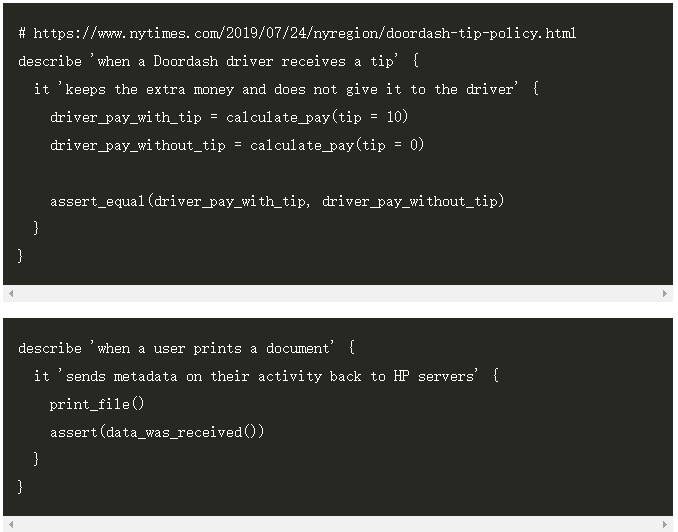 # https://www.nytimes.com/2019/07/24/nyregion/doordash-tip-policy.html
describe 'when a Doordash driver receives a tip' {
  it 'keeps the extra money and does not give it to the driver' {
    driver_pay_with_tip = calculate_pay(tip = 10)
    driver_pay_without_tip = calculate_pay(tip = 0)

    assert_equal(driver_pay_with_tip, driver_pay_without_tip)
  }
}

describe 'when a user prints a document' {
  it 'sends metadata on their activity back to HP servers' {
    print_file()
    assert(data_was_received())
  }
}